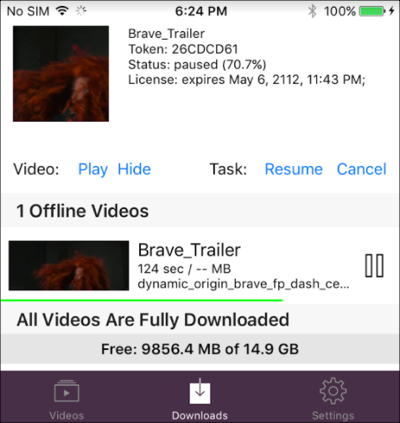 No SIM 6:24 PM 100%
Brave_Trailer
Token: 26CDCD61
Status: paused (70.7%)
License: expires May 6, 2112, 11:43 PM;
Video: Play Hide Task: Resume Cancel
1 Offline Videos
Brave_Trailer
124 sec / -- MB
dynamic_origin_brave_fp_dash_ce...
All Videos Are Fully Downloaded
Free: 9856.4 MB of 14.9 GB
Videos Downloads Settings